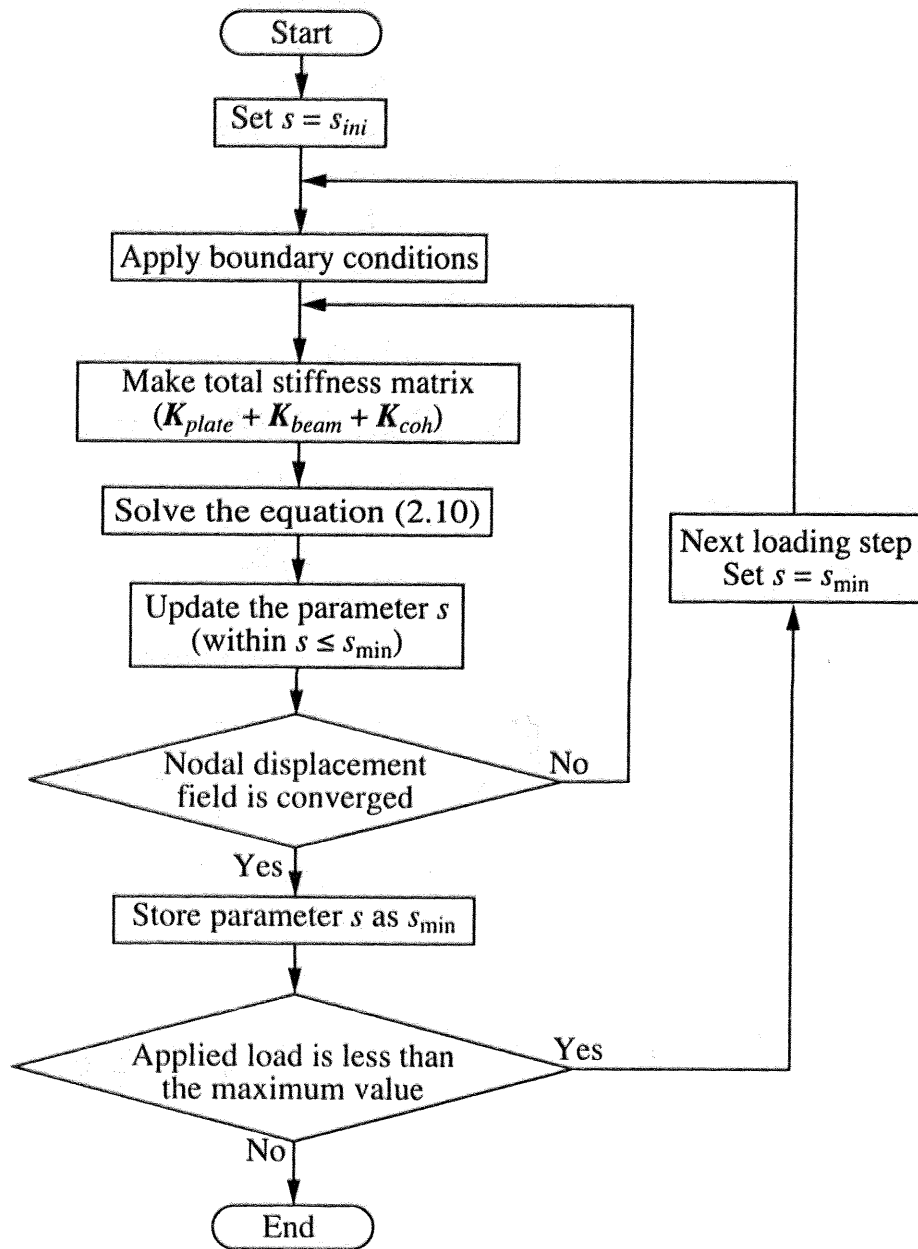 Start
Set s = s_ini
Apply boundary conditions
Make total stiffness matrix
(K_plate + K_beam + K_coh)
Solve the equation (2.10)
Update the parameter s
(within s ≤ s_min)
Nodal displacement
field is converged
No
Yes
Store parameter s as s_min
Applied load is less than
the maximum value
Yes
No
End
Next loading step
Set s = s_min